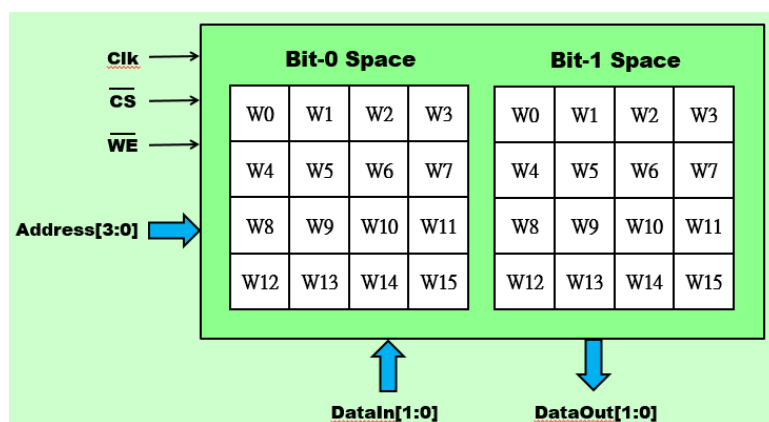 Clk
C̅S̅
W̅E̅
Address[3:0]
Bit-0 Space
W0 W1 W2 W3
W4 W5 W6 W7
W8 W9 W10 W11
W12 W13 W14 W15
Bit-1 Space
W0 W1 W2 W3
W4 W5 W6 W7
W8 W9 W10 W11
W12 W13 W14 W15
DataIn[1:0]
DataOut[1:0]